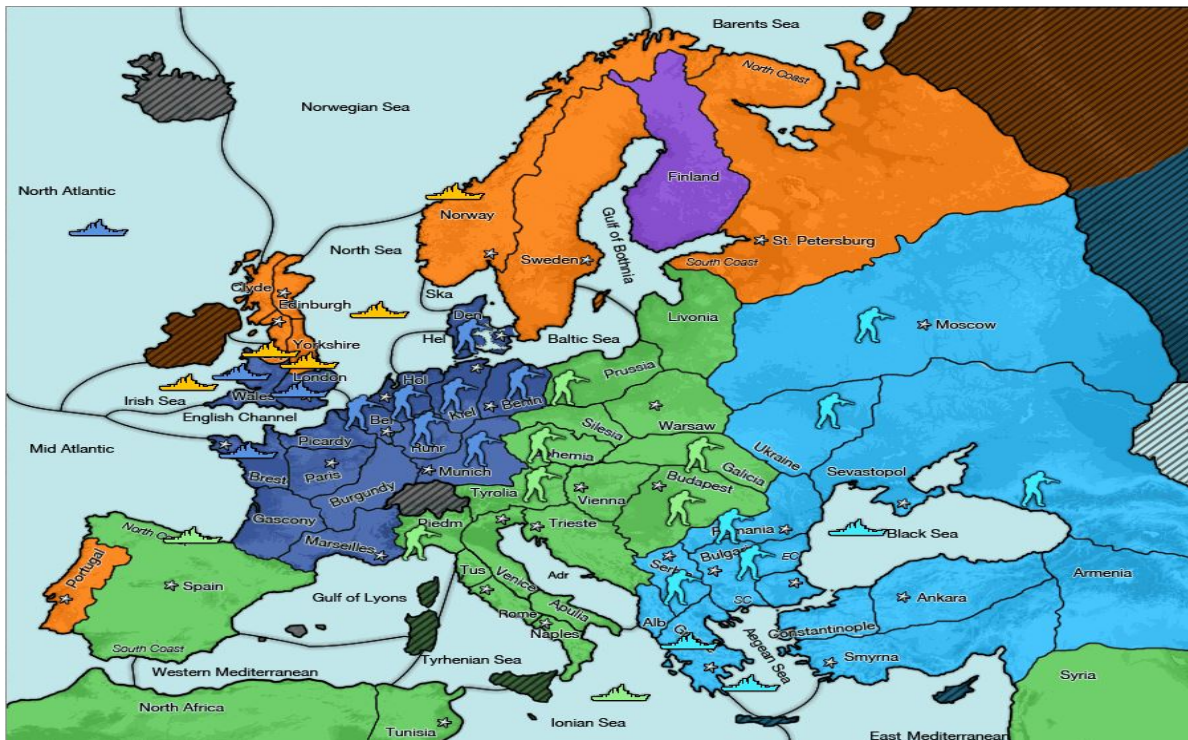 Barents Sea
North Coast
Norwegian Sea
Finland
North Atlantic
Norway
Gulf of Bothnia
St. Petersburg
North Sea
Sweden
South Coast
Clyde
Edinburgh
Ska
Den
Livonia
Moscow
Hel
Baltic Sea
Yorkshire
Prussia
London
Hol
Kiel
Berlin
Irish Sea
Wales
English Channel
Bel
Silesia
Warsaw
Mid Atlantic
Picardy
Ruhr
hemia
Ukraine
Galicia
Sevastopol
Brest
Paris
Munich
Burgundy
Tyrolia
Vienna
Budapest
Gascony
Piedm
Trieste
Black Sea
Marseilles
Bulga
EC
Portugal
Spain
Tus
Venice
Adr
Armenia
Ankara
Gulf of Lyons
Rome
Apulia
SC
Alb
Constantinople
Naples
Aegean Sea
South Coast
Tyrhenian Sea
Smyrna
Western Mediterranean
Syria
North Africa
Tunisia
Ionian Sea
East Mediterranean